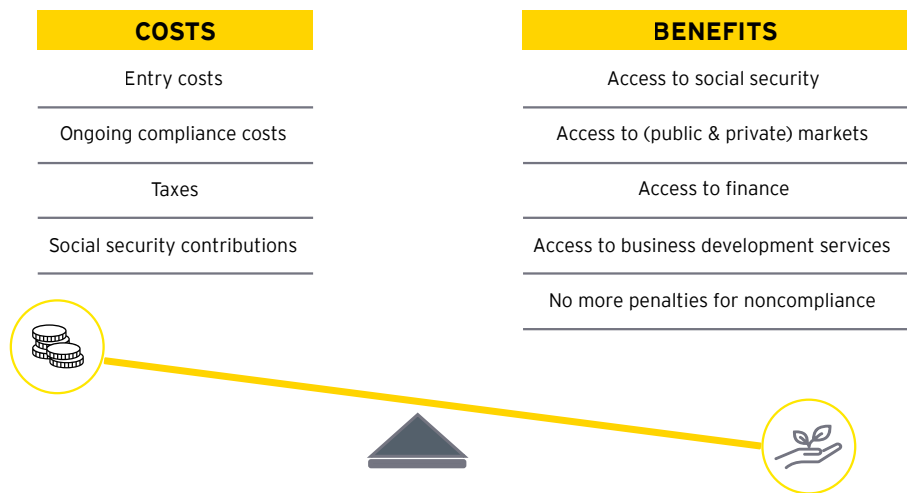 COSTS
Entry costs
Ongoing compliance costs
Taxes
Social security contributions
BENEFITS
Access to social security
Access to (public & private) markets
Access to finance
Access to business development services
No more penalties for noncompliance